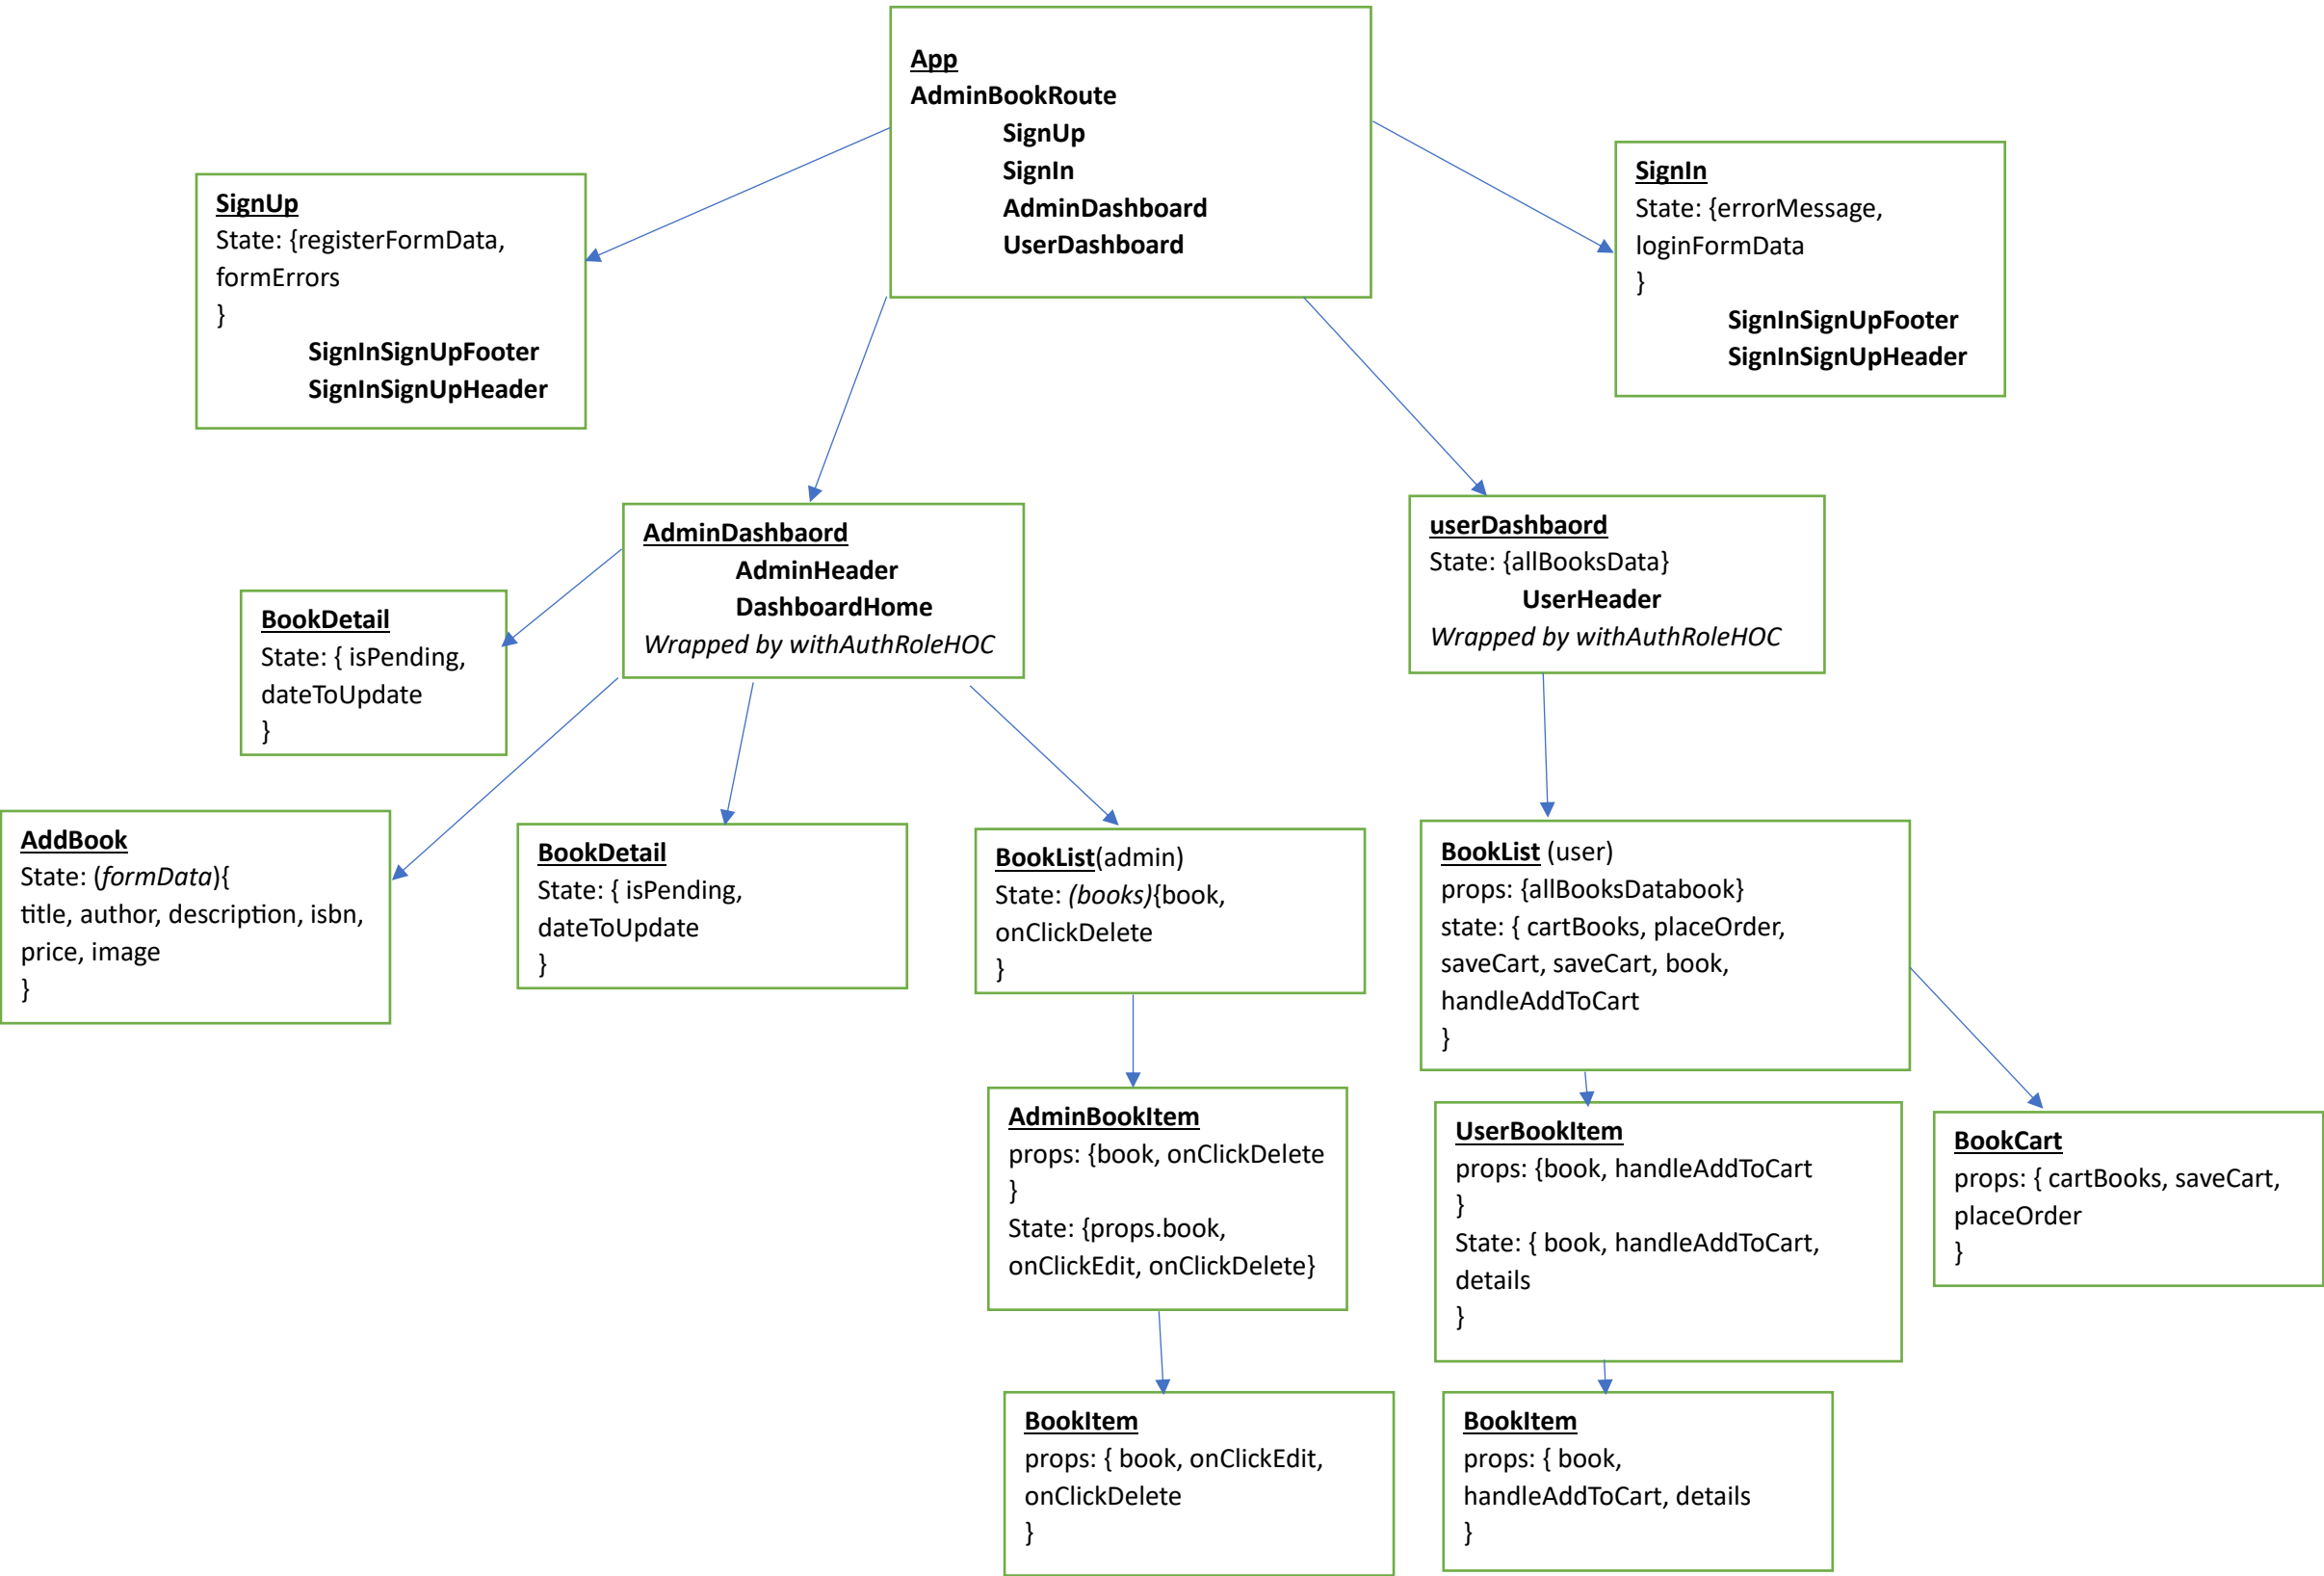 App
AdminBookRoute
SignUp
SignIn
AdminDashboard
UserDashboard
SignUp
State: {registerFormData,
formErrors
}
SignInSignUpFooter
SignInSignUpHeader
SignIn
State: {errorMessage,
loginFormData
}
SignInSignUpFooter
SignInSignUpHeader
AdminDashbaord
AdminHeader
DashboardHome
Wrapped by withAuthRoleHOC
userDashbaord
State: {allBooksData}
UserHeader
Wrapped by withAuthRoleHOC
BookDetail
State: { isPending,
dateToUpdate
}
AddBook
State: (formData){
title, author, description, isbn,
price, image
}
BookDetail
State: { isPending,
dateToUpdate
}
BookList(admin)
State: (books){book,
onClickDelete
}
BookList (user)
props: {allBooksDatabook}
state: { cartBooks, placeOrder,
saveCart, saveCart, book,
handleAddToCart
}
AdminBookItem
props: {book, onClickDelete
}
State: {props.book,
onClickEdit, onClickDelete}
UserBookItem
props: {book, handleAddToCart
}
State: { book, handleAddToCart,
details
}
BookCart
props: { cartBooks, saveCart,
placeOrder
}
BookItem
props: { book, onClickEdit,
onClickDelete
}
BookItem
props: { book,
handleAddToCart, details
}